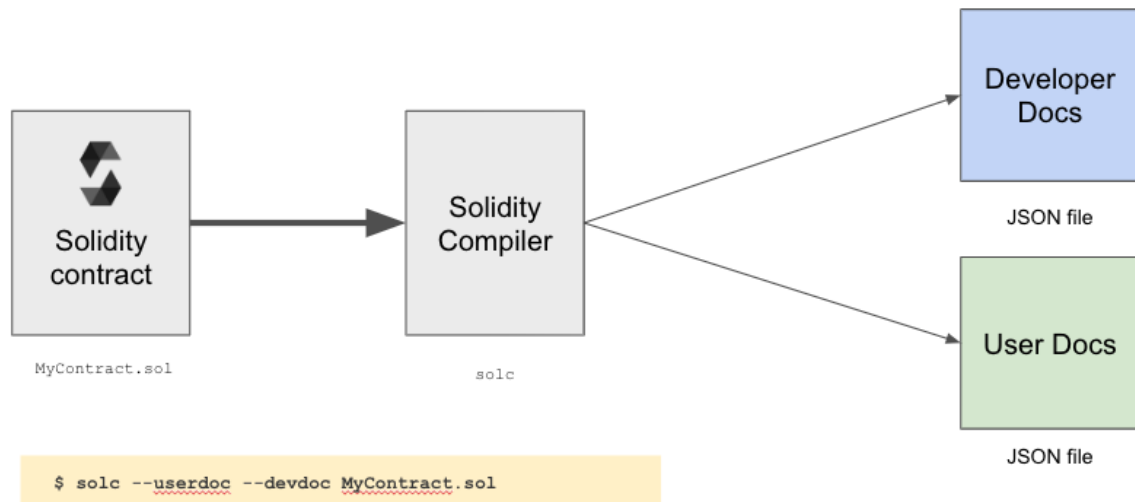 Solidity
contract
MyContract.sol
Solidity
Compiler
solc
Developer
Docs
JSON file
User Docs
JSON file
$ solc --userdoc --devdoc MyContract.sol